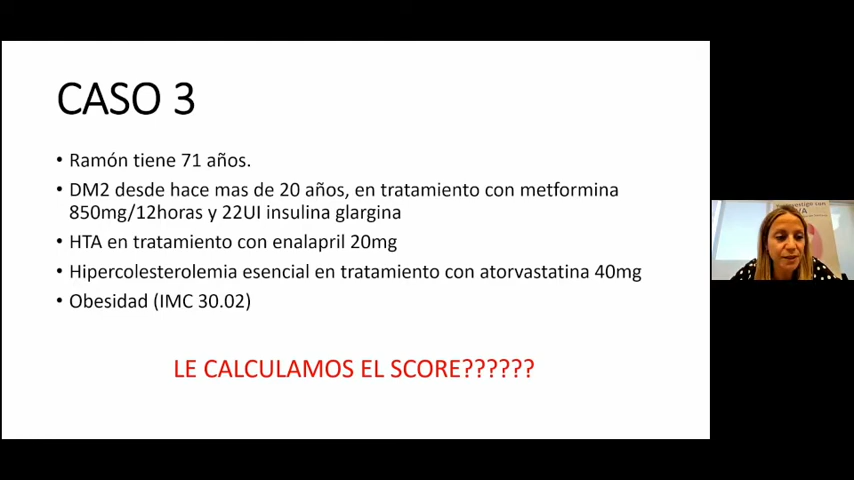 CASO 3
• Ramón tiene 71 años.
• DM2 desde hace mas de 20 años, en tratamiento con metformina
850mg/12horas y 22UI insulina glargina
• HTA en tratamiento con enalapril 20mg
• Hipercolesterolemia esencial en tratamiento con atorvastatina 40mg
• Obesidad (IMC 30.02)
LE CALCULAMOS EL SCORE??????